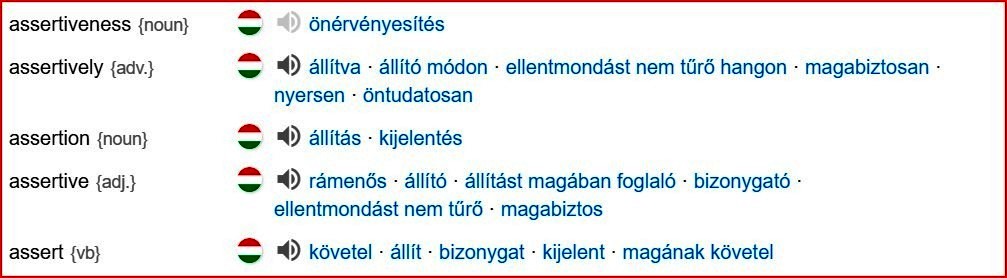 assertiveness {noun} önérvényesítés
assertively {adv.} állítva · állító módon · ellentmondást nem tűrő hangon · magabiztosan ·
nyersen · öntudatosan
assertion {noun} állítás · kijelentés
assertive {adj.} rámenős · állító · állítást magában foglaló · bizonygató ·
ellentmondást nem tűrő · magabiztos
assert {vb} követel · állít · bizonygat · kijelent · magának követel